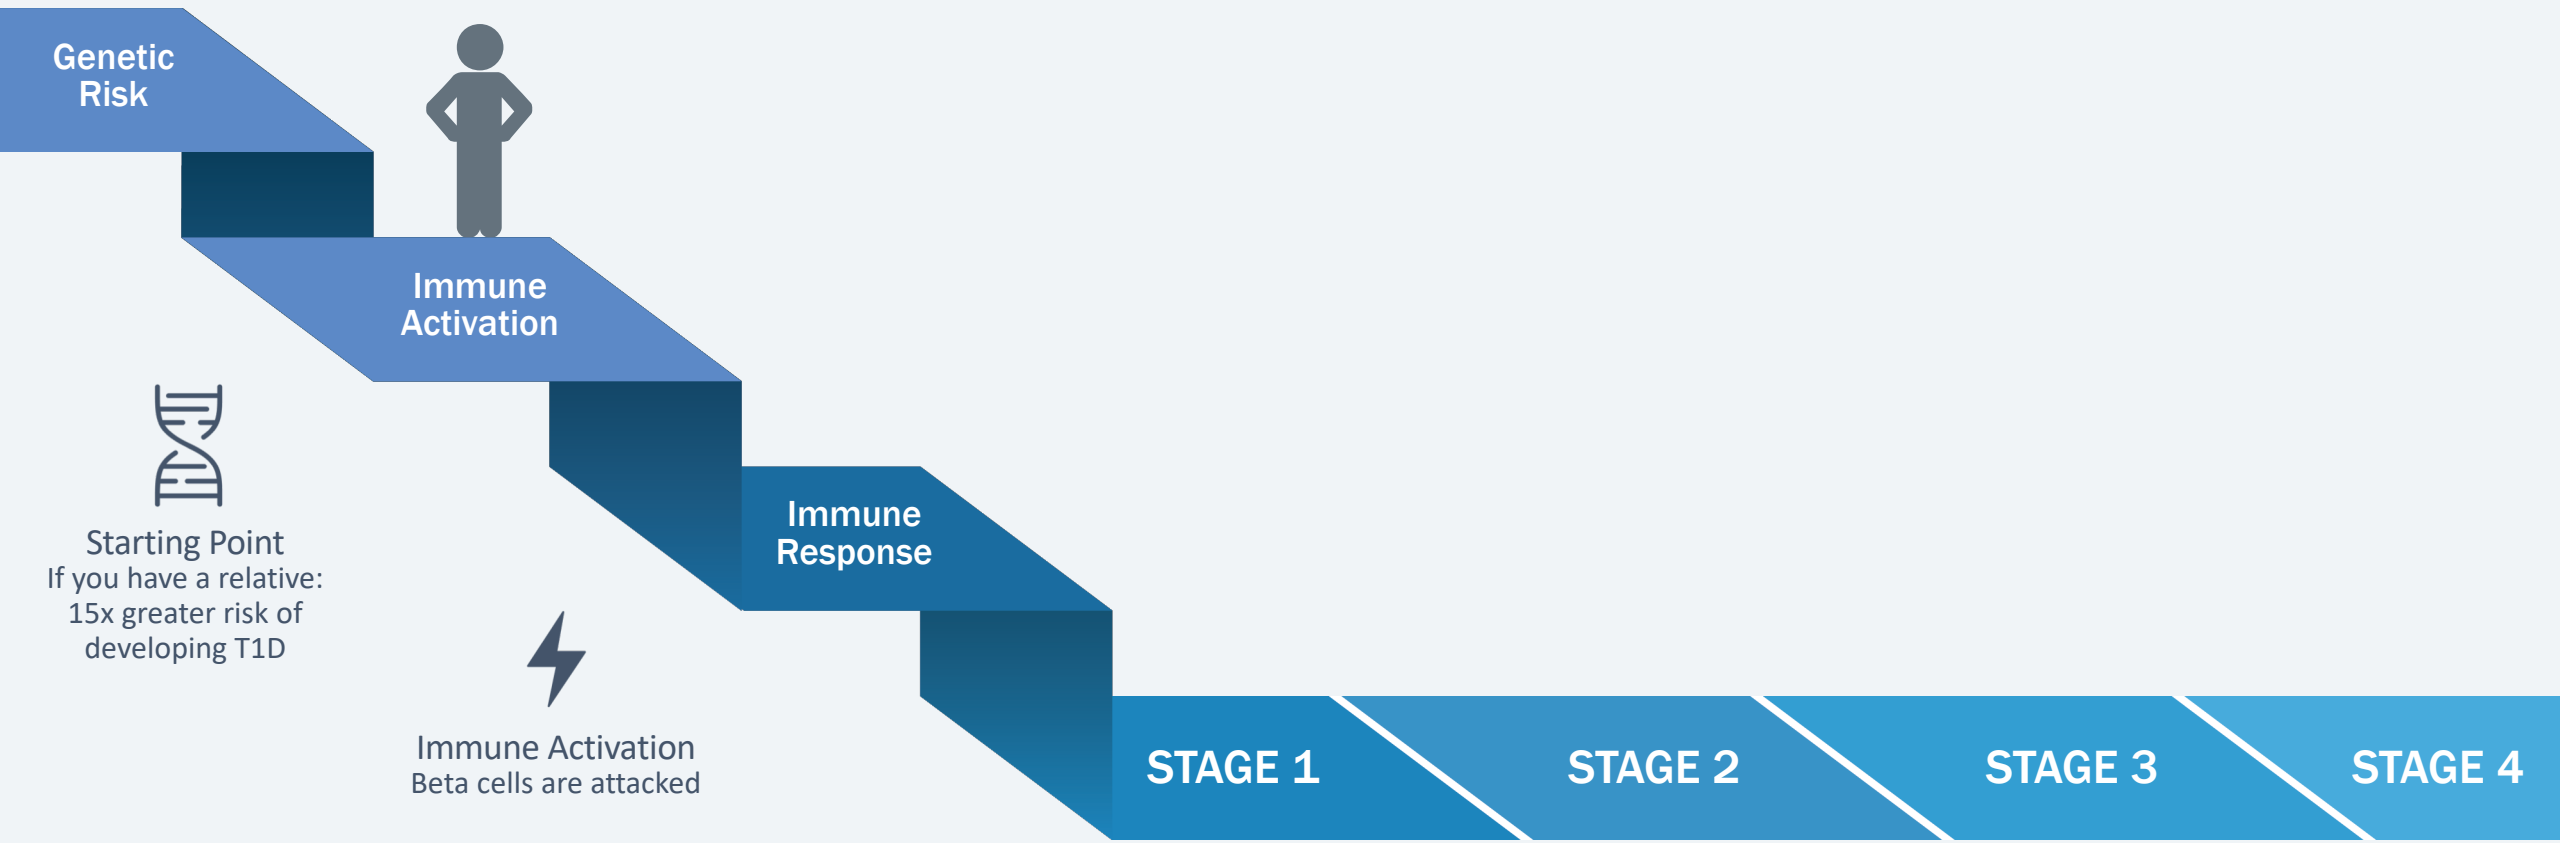 Genetic
Risk
Immune
Activation
Starting Point
If you have a relative:
15x greater risk of
developing T1D
Immune
Response
Immune Activation
Beta cells are attacked
STAGE 1
STAGE 2
STAGE 3
STAGE 4